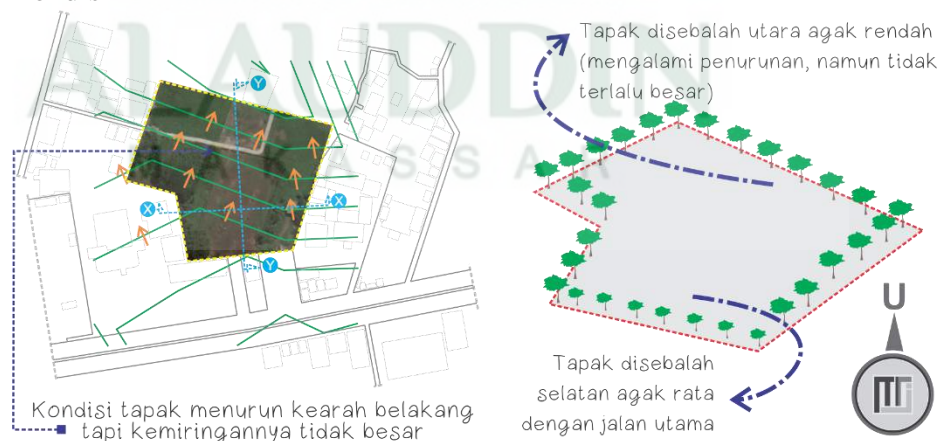 ALAUDDIN
A S S A
Y
X
X
Y
Kondisi tapak menurun kearah belakang
tapi kemiringannya tidak besar
Tapak disebalah utara agak rendah
(mengalami penurunan, namun tidak
terlalu besar)
Tapak disebalah
selatan agak rata
dengan jalan utama
U